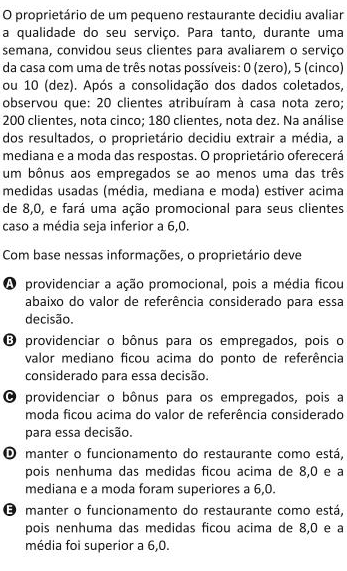 O proprietário de um pequeno restaurante decidiu avaliar
a qualidade do seu serviço. Para tanto, durante uma
semana, convidou seus clientes para avaliarem o serviço
da casa com uma de três notas possíveis: 0 (zero), 5 (cinco)
ou 10 (dez). Após a consolidação dos dados coletados,
observou que: 20 clientes atribuíram à casa nota zero;
200 clientes, nota cinco; 180 clientes, nota dez. Na análise
dos resultados, o proprietário decidiu extrair a média, a
mediana e a moda das respostas. O proprietário oferecerá
um bônus aos empregados se ao menos uma das três
medidas usadas (média, mediana e moda) estiver acima
de 8,0, e fará uma ação promocional para seus clientes
caso a média seja inferior a 6,0.
Com base nessas informações, o proprietário deve
A providenciar a ação promocional, pois a média ficou
abaixo do valor de referência considerado para essa
decisão.
B providenciar o bônus para os empregados, pois o
valor mediano ficou acima do ponto de referência
considerado para essa decisão.
C providenciar o bônus para os empregados, pois a
moda ficou acima do valor de referência considerado
para essa decisão.
D manter o funcionamento do restaurante como está,
pois nenhuma das medidas ficou acima de 8,0 e a
mediana e a moda foram superiores a 6,0.
E manter o funcionamento do restaurante como está,
pois nenhuma das medidas ficou acima de 8,0 e a
média foi superior a 6,0.